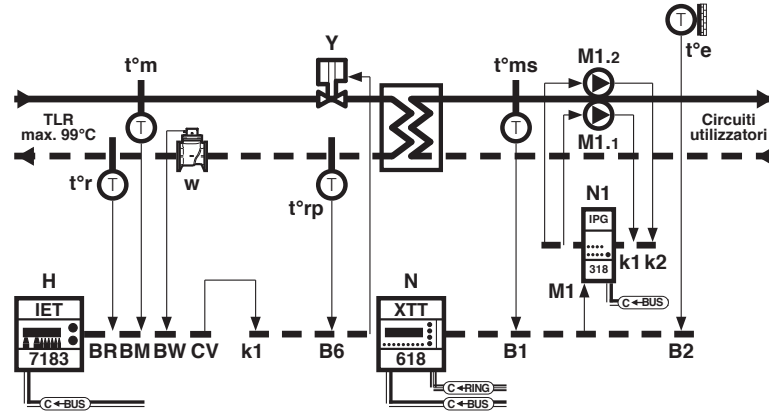 T
t°e
Y
t°m
t°ms
M1.2
TLR
max. 99°C
T
T
M1.1
Circuiti
utilizzatori
t°r
T
w
t°rp
T
N1
IPG
318
k1 k2
M1
C BUS
H
IET
7183
BR BM BW CV k1 B6
N
XTT
618
B1
B2
C RING
C BUS
C BUS